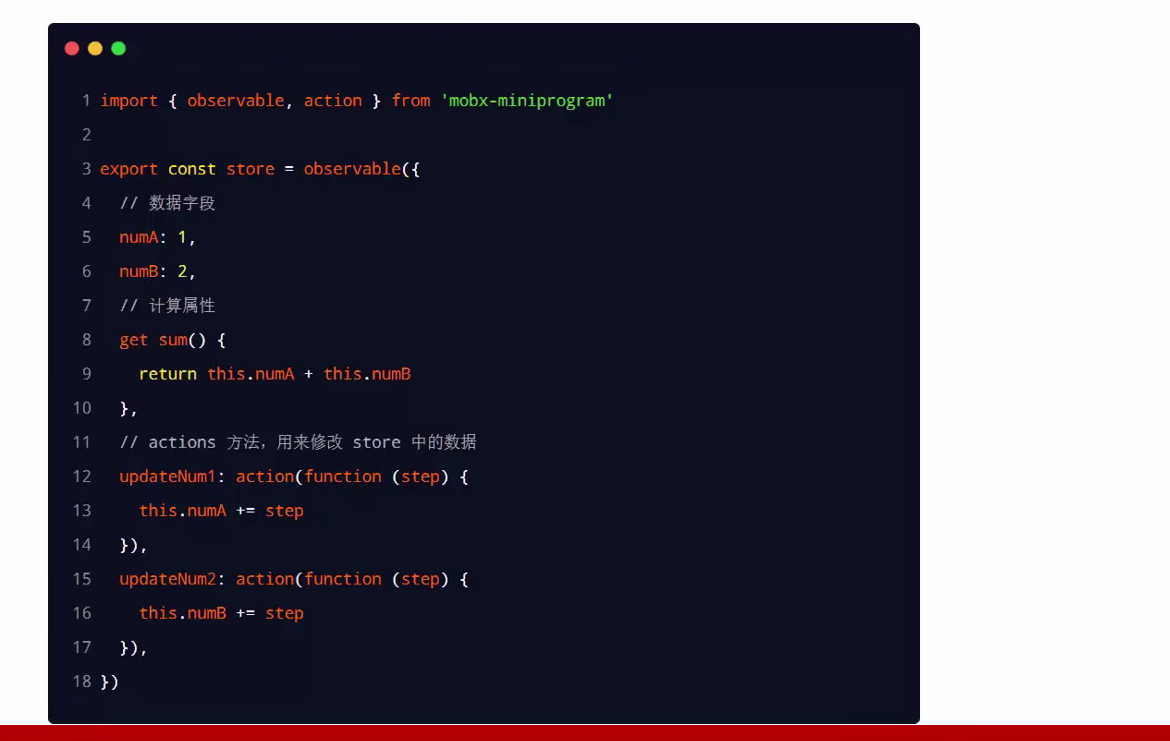 1 import { observable, action } from 'mobx-miniprogram'
2
3 export const store = observable({
4   // 数据字段
5   numA: 1,
6   numB: 2,
7   // 计算属性
8   get sum() {
9     return this.numA + this.numB
10   },
11   // actions 方法，用来修改 store 中的数据
12   updateNum1: action(function (step) {
13     this.numA += step
14   }),
15   updateNum2: action(function (step) {
16     this.numB += step
17   }),
18 })